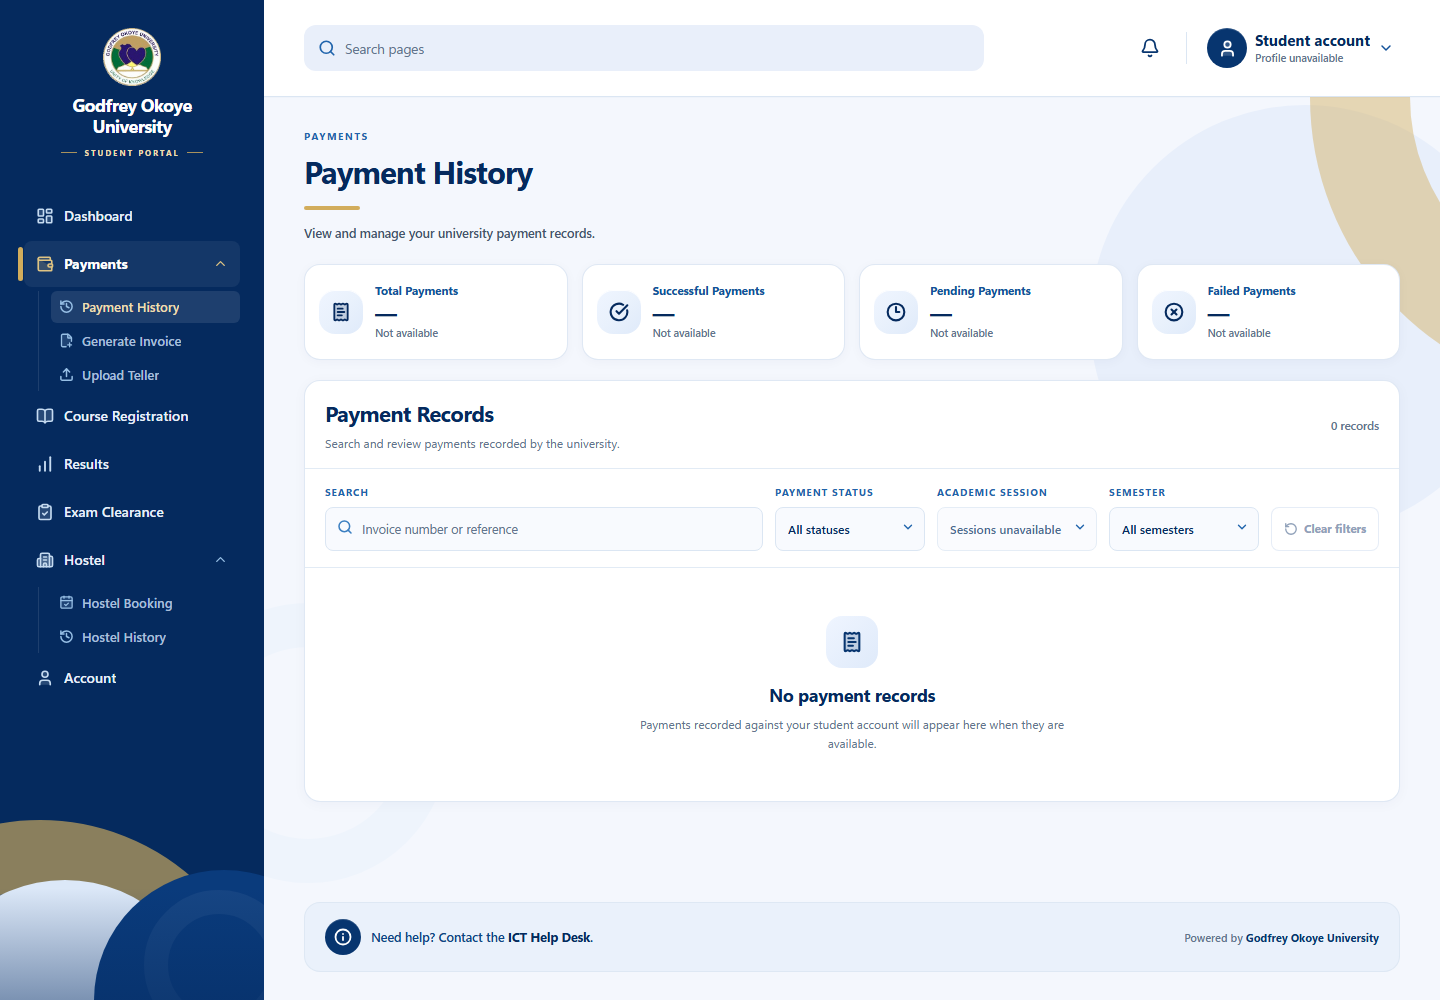 GODFREY OKOYE UNIVERSITY
UNITY OF KNOWLEDGE
Godfrey Okoye
University
STUDENT PORTAL
Dashboard
Payments
Payment History
Generate Invoice
Upload Teller
Course Registration
Results
Exam Clearance
Hostel
Hostel Booking
Hostel History
Account
Search pages
Student account
Profile unavailable
PAYMENTS
Payment History
View and manage your university payment records.
Total Payments
—
Not available
Successful Payments
—
Not available
Pending Payments
—
Not available
Failed Payments
—
Not available
Payment Records
Search and review payments recorded by the university.
0 records
SEARCH
Invoice number or reference
PAYMENT STATUS
All statuses
ACADEMIC SESSION
Sessions unavailable
SEMESTER
All semesters
Clear filters
No payment records
Payments recorded against your student account will appear here when they are
available.
Need help? Contact the ICT Help Desk.
Powered by Godfrey Okoye University